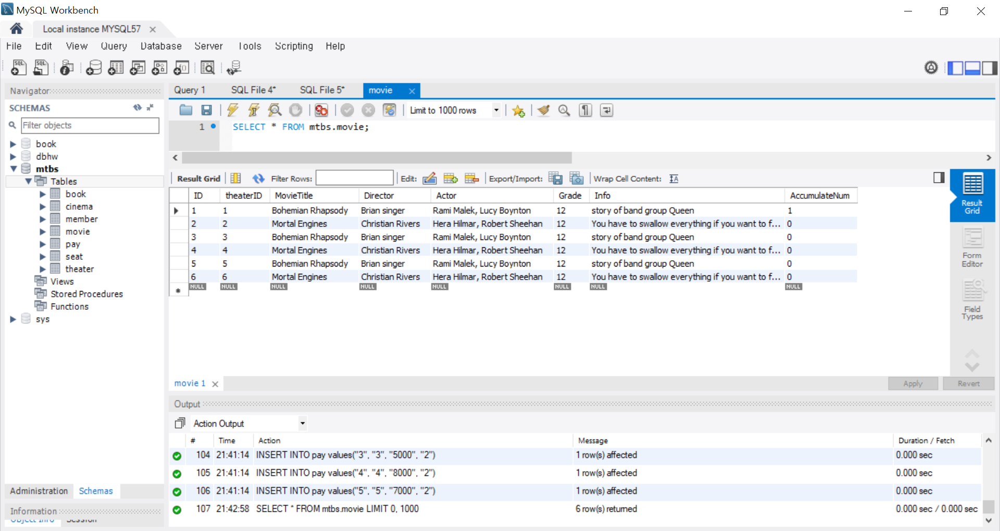 MySQL Workbench
Local instance MYSQL57
File Edit View Query Database Server Tools Scripting Help
Navigator
SCHEMAS
Filter objects
book
dbhw
mtbs
Tables
book
cinema
member
movie
pay
seat
theater
Views
Stored Procedures
Functions
sys
Administration Schemas
Information
Object Info Session
Query 1 SQL File 4* SQL File 5* movie
Limit to 1000 rows
1 SELECT * FROM mtbs.movie;
Result Grid Filter Rows: Edit: Export/Import: Wrap Cell Content:
ID theaterID MovieTitle Director Actor Grade Info AccumulateNum
1 1 Bohemian Rhapsody Brian singer Rami Malek, Lucy Boynton 12 story of band group Queen 1
2 2 Mortal Engines Christian Rivers Hera Hilmar, Robert Sheehan 12 You have to swallow everything if you want to f... 0
3 3 Bohemian Rhapsody Brian singer Rami Malek, Lucy Boynton 12 story of band group Queen 0
4 4 Mortal Engines Christian Rivers Hera Hilmar, Robert Sheehan 12 You have to swallow everything if you want to f... 0
5 5 Bohemian Rhapsody Brian singer Rami Malek, Lucy Boynton 12 story of band group Queen 0
6 6 Mortal Engines Christian Rivers Hera Hilmar, Robert Sheehan 12 You have to swallow everything if you want to f... 0
NULL NULL NULL NULL NULL NULL NULL NULL
Result
Grid
Form
Editor
Field
Types
movie 1
Apply Revert
Output
Action Output
# Time Action Message Duration / Fetch
104 21:41:14 INSERT INTO pay values("3", "3", "5000", "2") 1 row(s) affected 0.000 sec
105 21:41:14 INSERT INTO pay values("4", "4", "8000", "2") 1 row(s) affected 0.000 sec
106 21:41:14 INSERT INTO pay values("5", "5", "7000", "2") 1 row(s) affected 0.000 sec
107 21:42:58 SELECT * FROM mtbs.movie LIMIT 0, 1000 6 row(s) returned 0.000 sec / 0.000 sec